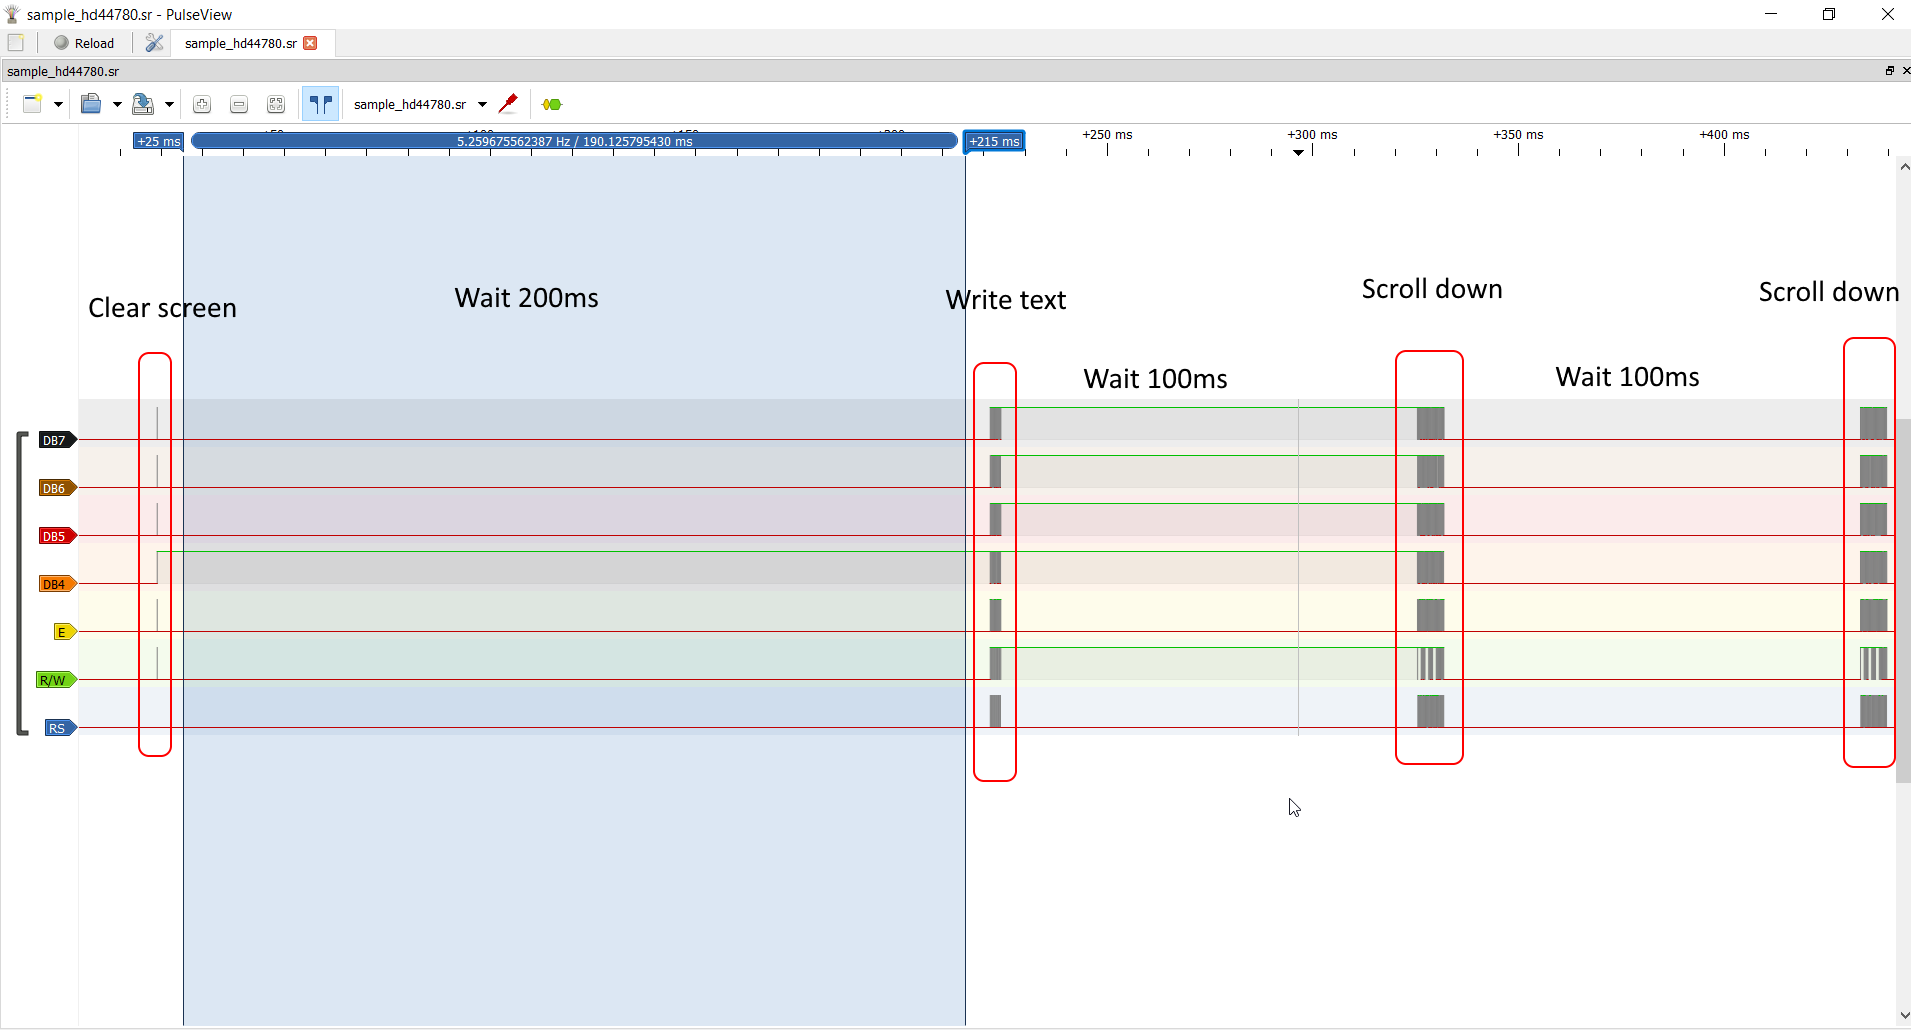 sample_hd44780.sr - PulseView
Reload
sample_hd44780.sr
sample_hd44780.sr
sample_hd44780.sr
+25 ms
5.259675562387 Hz / 190.125795430 ms
+215 ms
+250 ms
+300 ms
+350 ms
+400 ms
Clear screen
Wait 200ms
Write text
Scroll down
Scroll down
Wait 100ms
Wait 100ms
DB7
DB6
DB5
DB4
E
R/W
RS